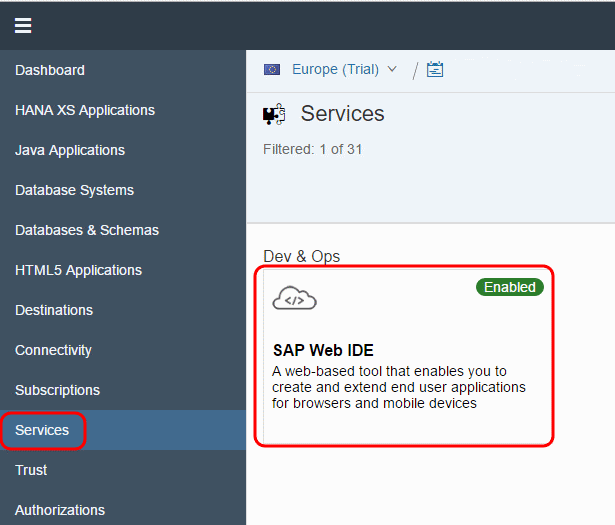 Dashboard
HANA XS Applications
Java Applications
Database Systems
Databases & Schemas
HTML5 Applications
Destinations
Connectivity
Subscriptions
Services
Trust
Authorizations
Europe (Trial)
/
Services
Filtered: 1 of 31
Dev & Ops
Enabled
</>
SAP Web IDE
A web-based tool that enables you to
create and extend end user applications
for browsers and mobile devices